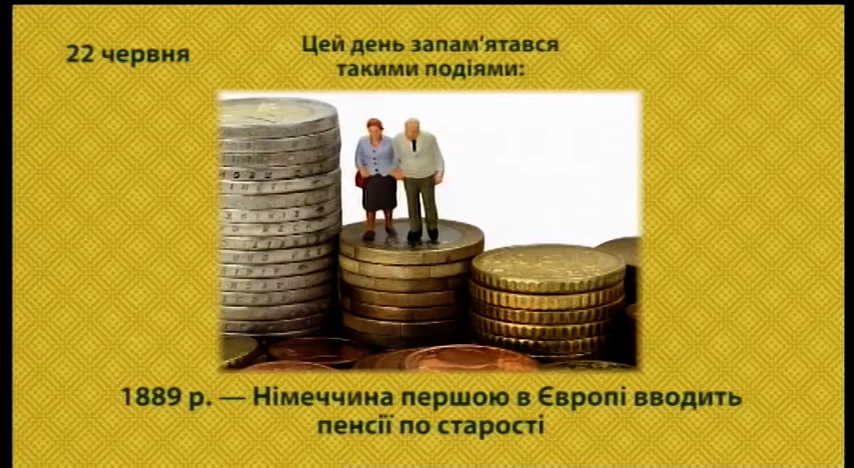 22 червня
Цей день запам'ятався
такими подіями:
1889 р. — Німеччина першою в Європі вводить
пенсії по старості